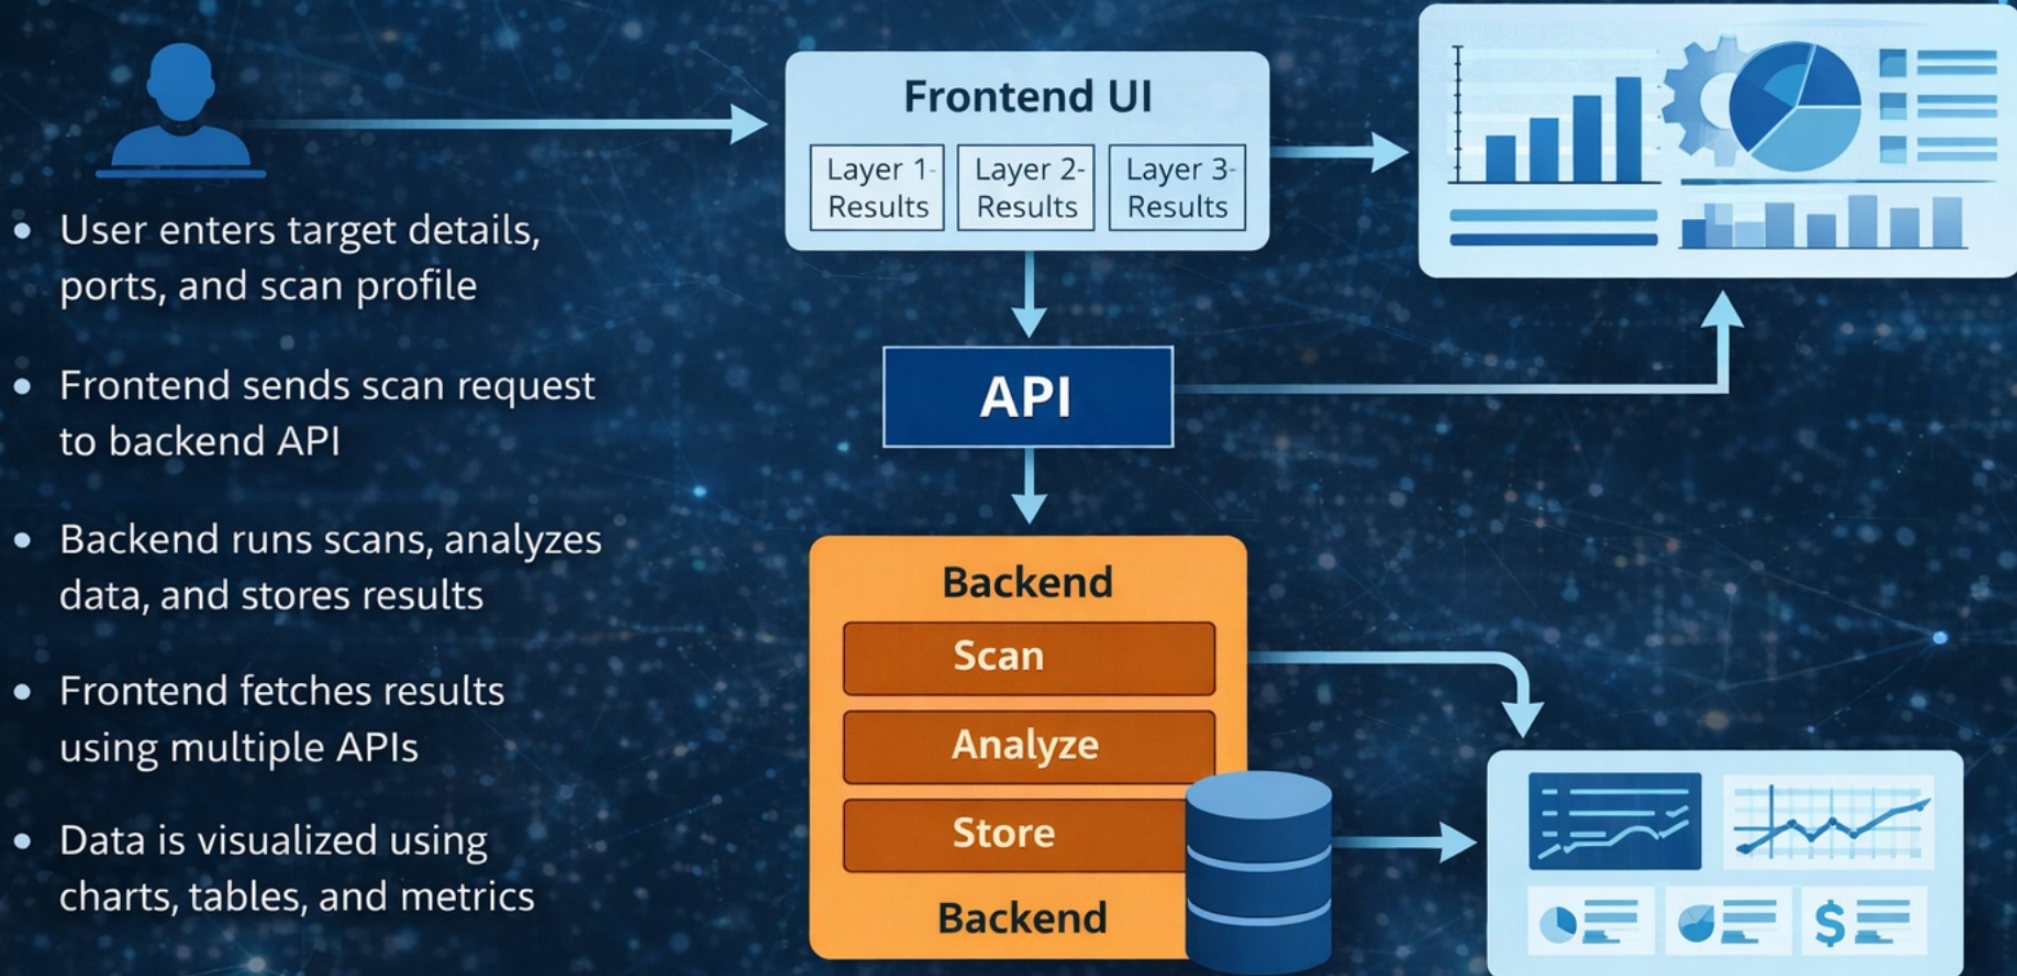 • User enters target details,
ports, and scan profile
• Frontend sends scan request
to backend API
• Backend runs scans, analyzes
data, and stores results
• Frontend fetches results
using multiple APIs
• Data is visualized using
charts, tables, and metrics
Frontend UI
Layer 1-
Results
Layer 2-
Results
Layer 3-
Results
API
Backend
Scan
Analyze
Store
Backend
$